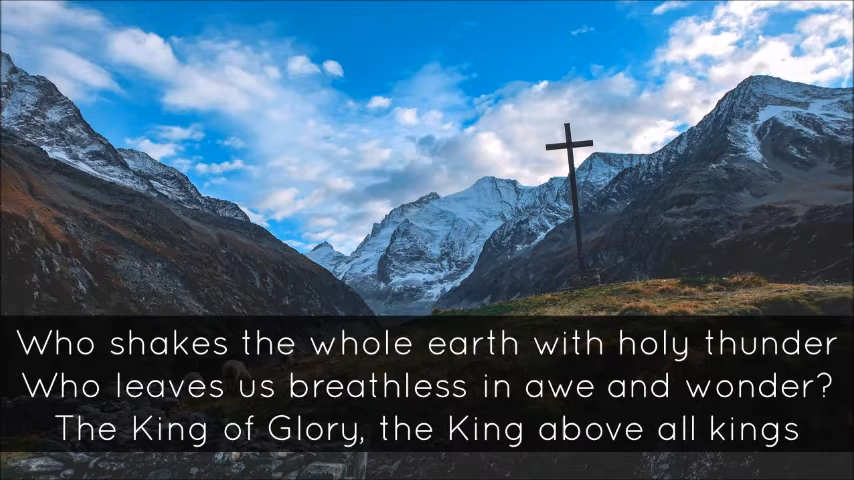 Who shakes the whole earth with holy thunder
Who leaves us breathless in awe and wonder?
The King of Glory, the King above all kings